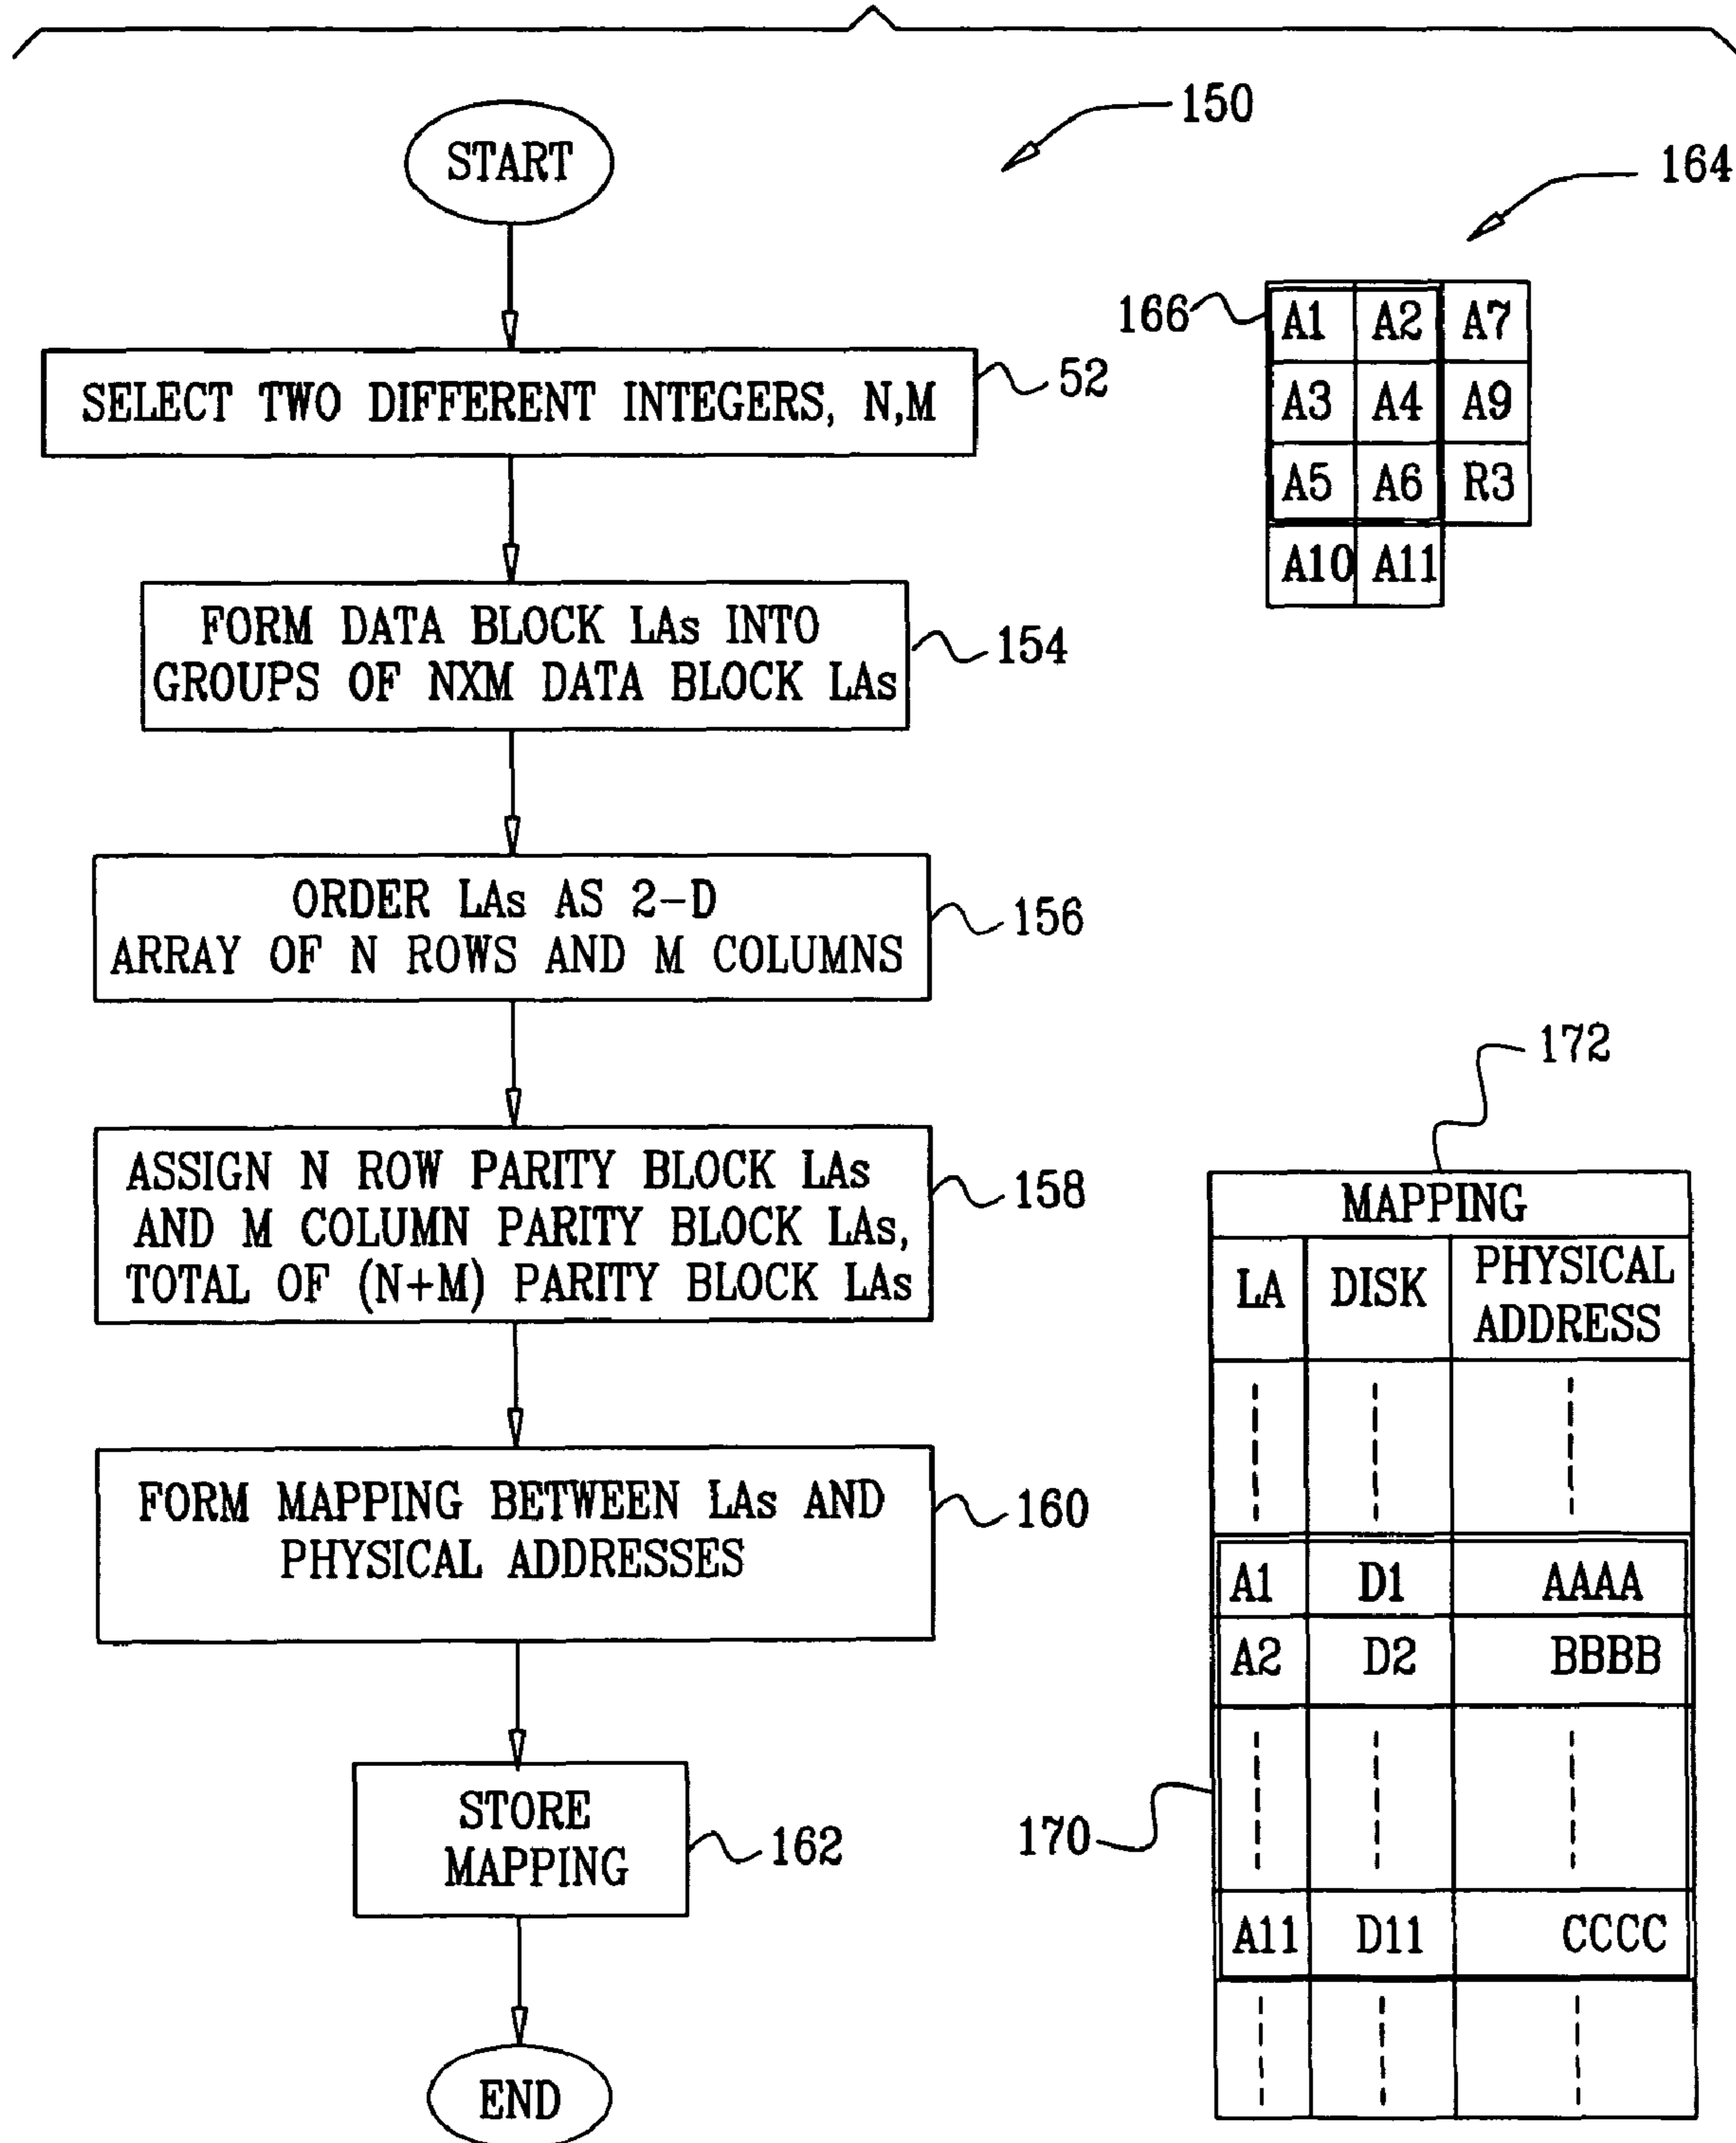 150
START
164
SELECT TWO DIFFERENT INTEGERS, N,M
52
166
A1 A2 A7
A3 A4 A9
A5 A6 R3
A10 A11
FORM DATA BLOCK LAs INTO
GROUPS OF NXM DATA BLOCK LAs
154
ORDER LAs AS 2-D
ARRAY OF N ROWS AND M COLUMNS
156
ASSIGN N ROW PARITY BLOCK LAs
AND M COLUMN PARITY BLOCK LAs,
TOTAL OF (N+M) PARITY BLOCK LAs
158
FORM MAPPING BETWEEN LAs AND
PHYSICAL ADDRESSES
160
STORE
MAPPING
162
END
172
MAPPING
LA DISK PHYSICAL
ADDRESS
A1 D1 AAAA
A2 D2 BBBB
170
A11 D11 CCCC